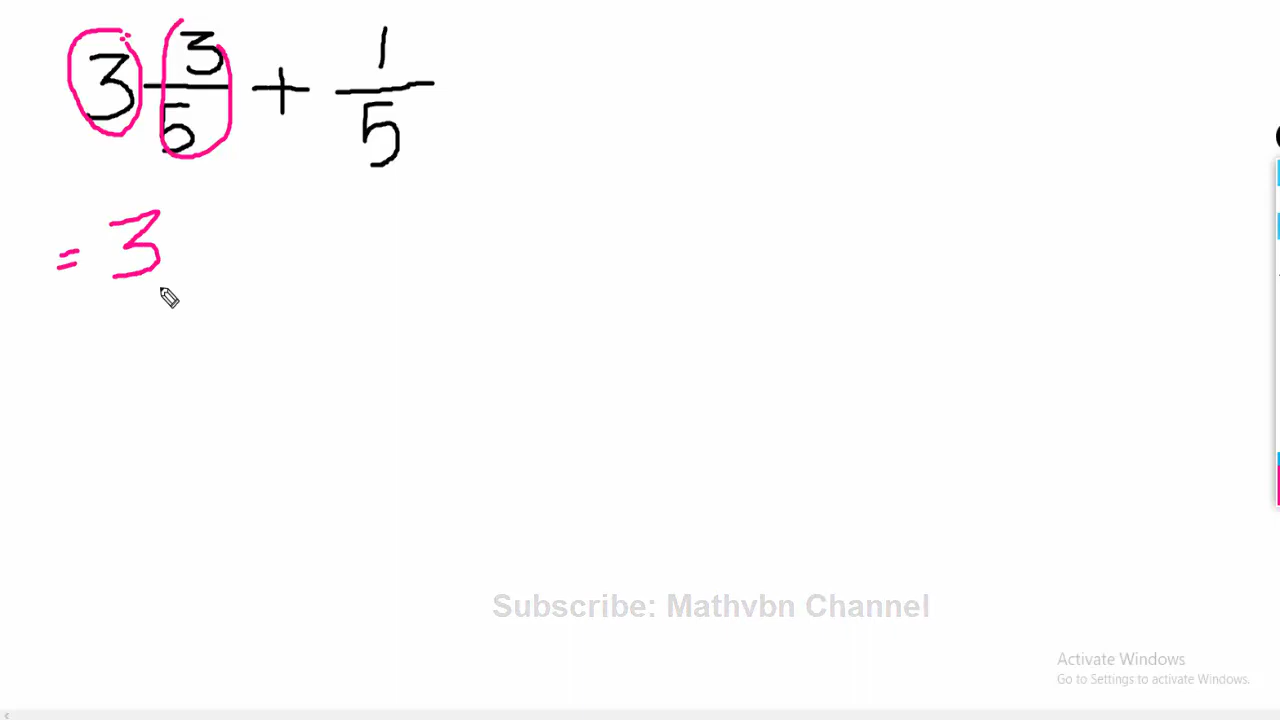 3 3/5 + 1/5
= 3
Subscribe: Mathvbn Channel
Activate Windows
Go to Settings to activate Windows.